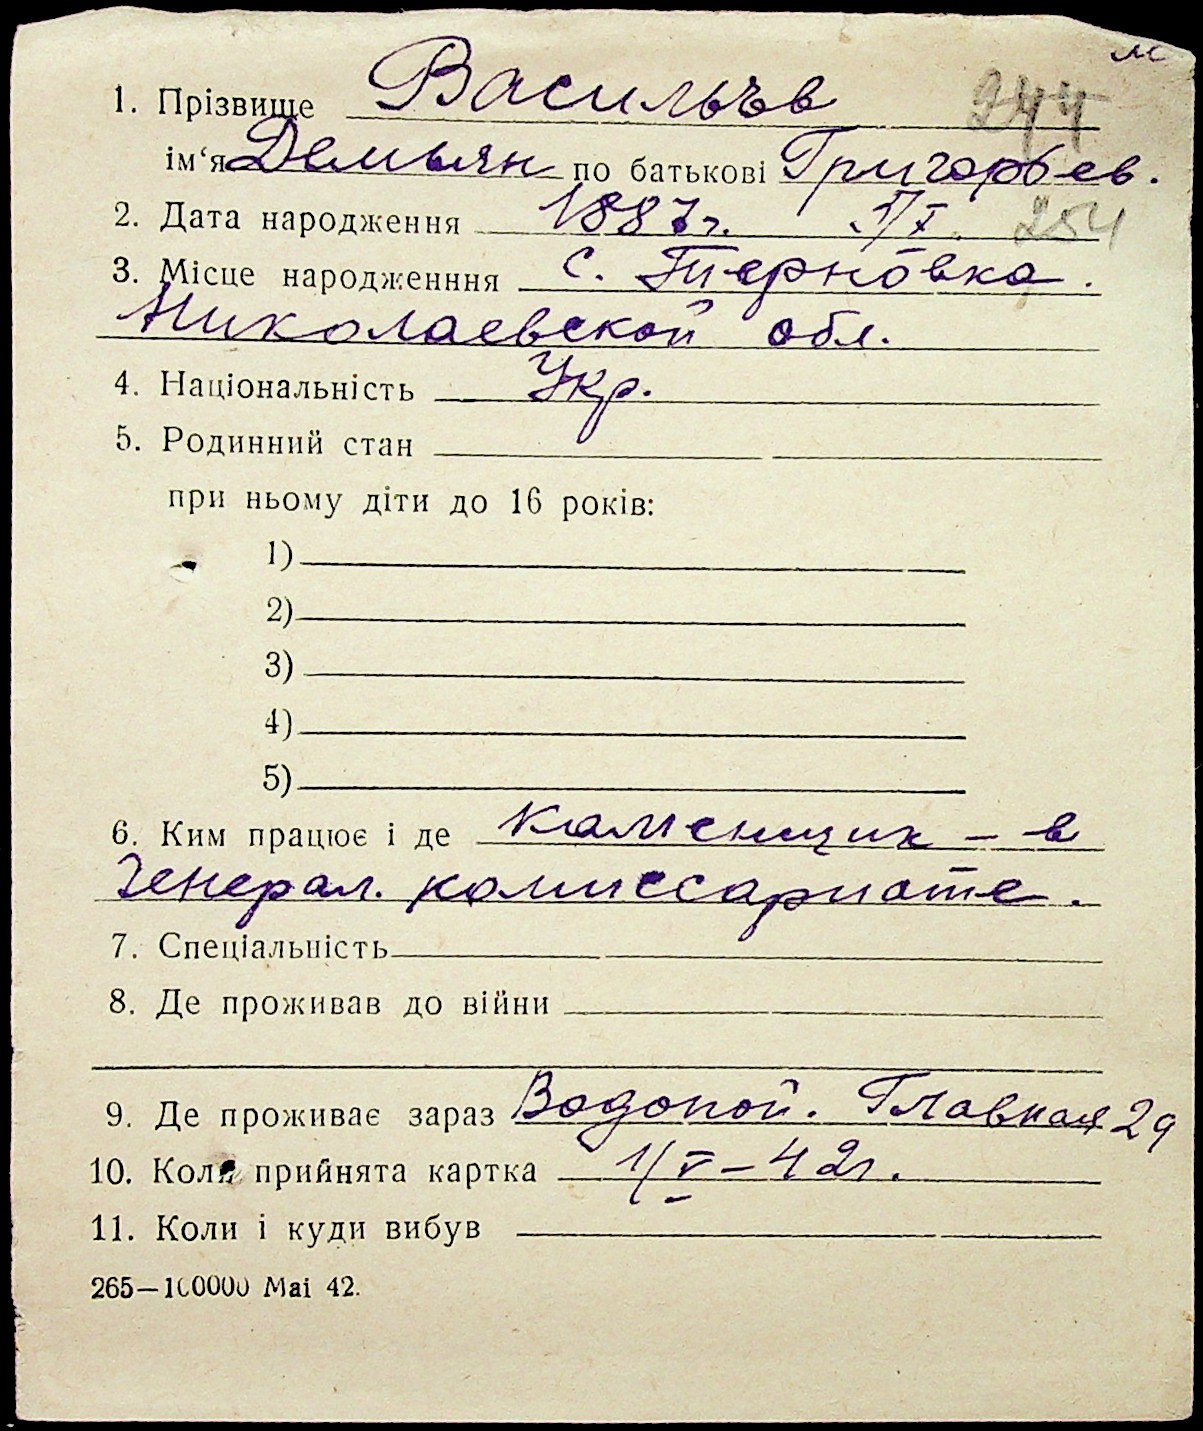 м
1. Прізвище Васильъв 244
ім‘я Демьян по батькові Григорьев.
2. Дата народження 1887г. 1/X. 254
3. Місце народженння с. Терновка.
Николаевской обл.
4. Національність Укр.
5. Родинний стан
при ньому діти до 16 років:
1)
2)
3)
4)
5)
6. Ким працює і де каменщик – в
Генерал. комиссариате.
7. Спеціальність
8. Де проживав до війни
9. Де проживає зараз Водопой. Главная 29
10. Коли прийнята картка 1/V – 42г.
11. Коли і куди вибув
265—100000 Mai 42.